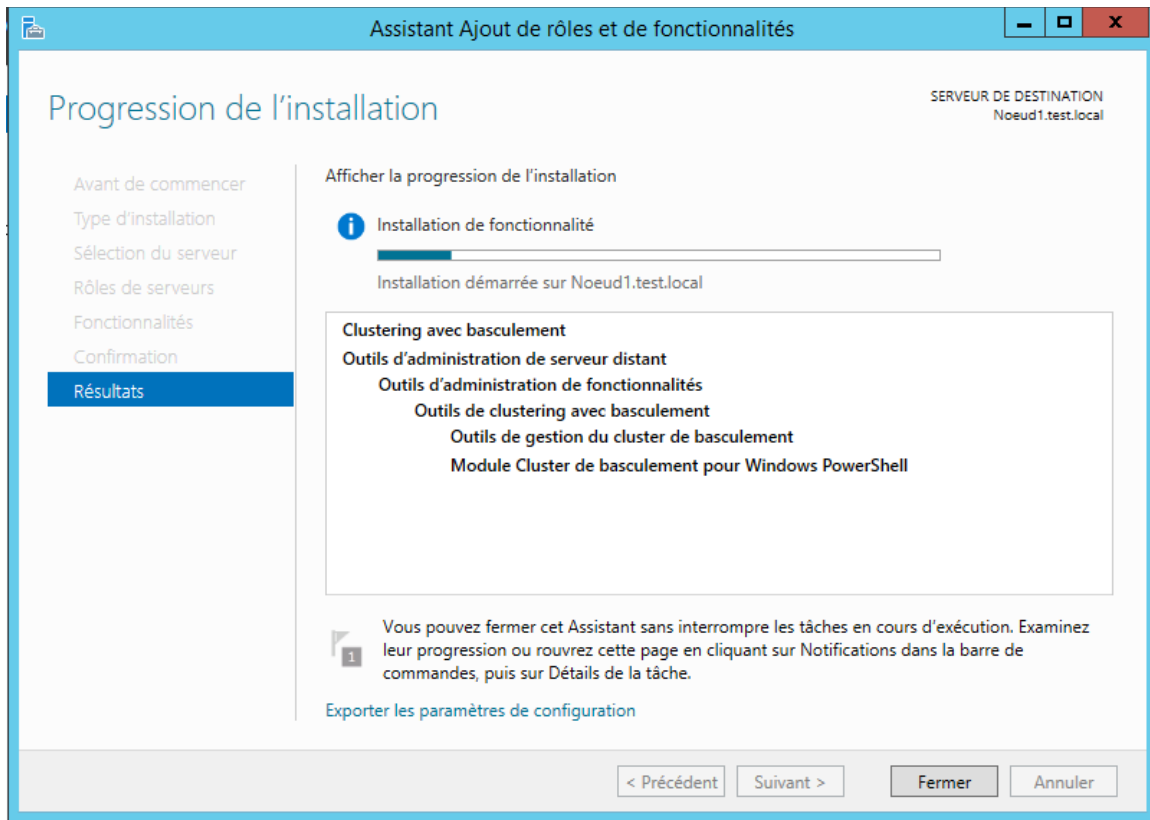 Assistant Ajout de rôles et de fonctionnalités
Progression de l'installation
SERVEUR DE DESTINATION
Noeud1.test.local
Avant de commencer
Type d'installation
Sélection du serveur
Rôles de serveurs
Fonctionnalités
Confirmation
Résultats
Afficher la progression de l'installation
Installation de fonctionnalité
Installation démarrée sur Noeud1.test.local
Clustering avec basculement
Outils d'administration de serveur distant
Outils d'administration de fonctionnalités
Outils de clustering avec basculement
Outils de gestion du cluster de basculement
Module Cluster de basculement pour Windows PowerShell
1
Vous pouvez fermer cet Assistant sans interrompre les tâches en cours d'exécution. Examinez
leur progression ou rouvrez cette page en cliquant sur Notifications dans la barre de
commandes, puis sur Détails de la tâche.
Exporter les paramètres de configuration
< Précédent
Suivant >
Fermer
Annuler